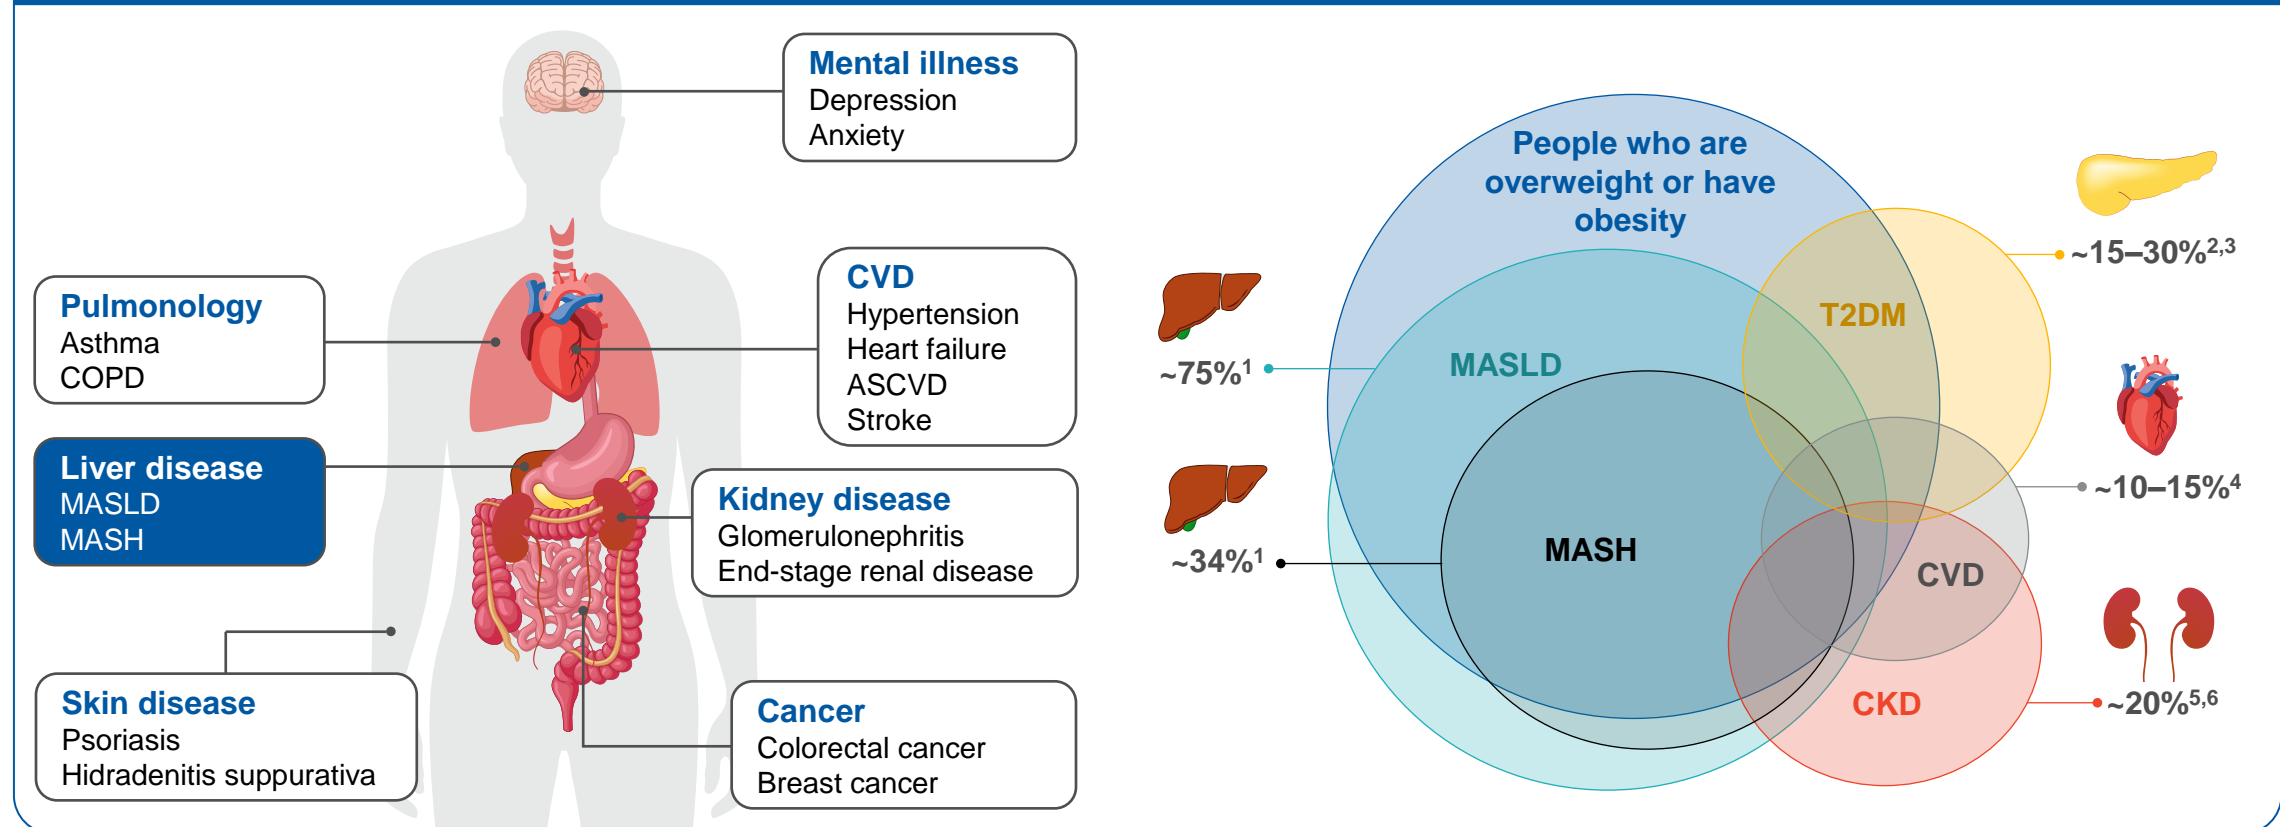 Mental illness
Depression
Anxiety
Pulmonology
Asthma
COPD
CVD
Hypertension
Heart failure
ASCVD
Stroke
Liver disease
MASLD
MASH
Kidney disease
Glomerulonephritis
End-stage renal disease
Skin disease
Psoriasis
Hidradenitis suppurativa
Cancer
Colorectal cancer
Breast cancer
People who are
overweight or have
obesity
~15–30%2,3
T2DM
MASLD
~75%1
~10–15%4
MASH
~34%1
CVD
CKD
~20%5,6